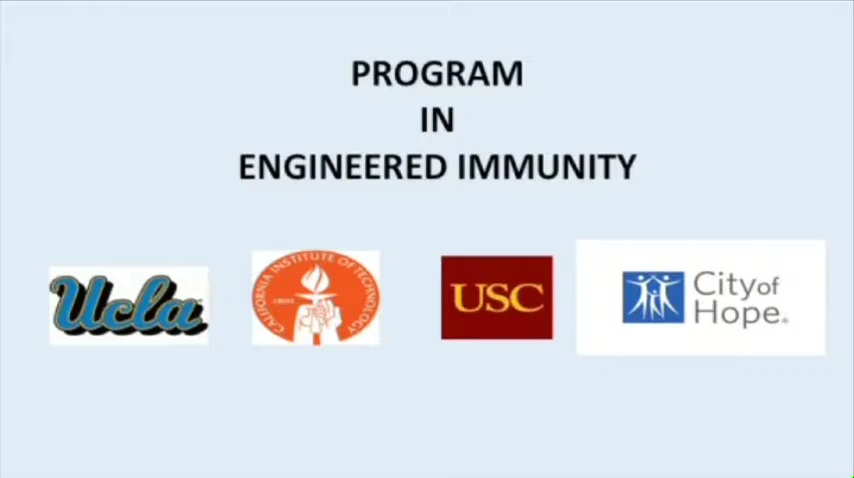 PROGRAM
IN
ENGINEERED IMMUNITY
Ucla
CALIFORNIA INSTITUTE OF TECHNOLOGY
1891
USC
City of
Hope®